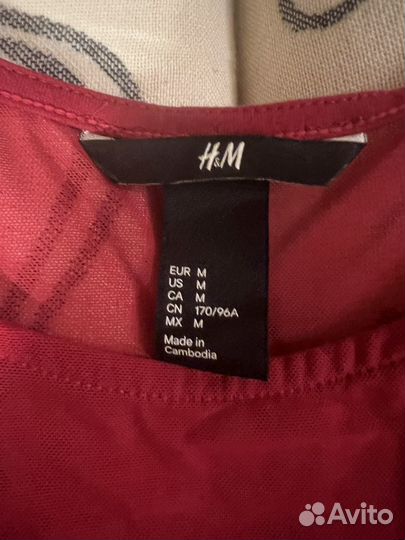 H&M
EUR M
US M
CA M
CN 170/96A
MX M
Made in
Cambodia
Avito